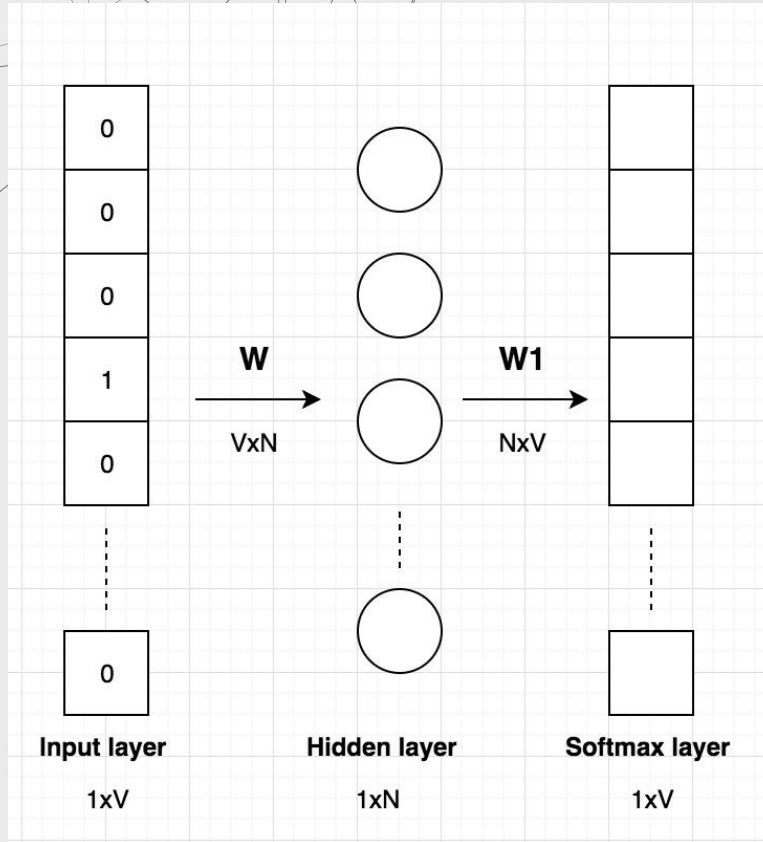 0
0
0
1
0
0
W
VxN
W1
NxV
Input layer
Hidden layer
Softmax layer
1xV
1xN
1xV